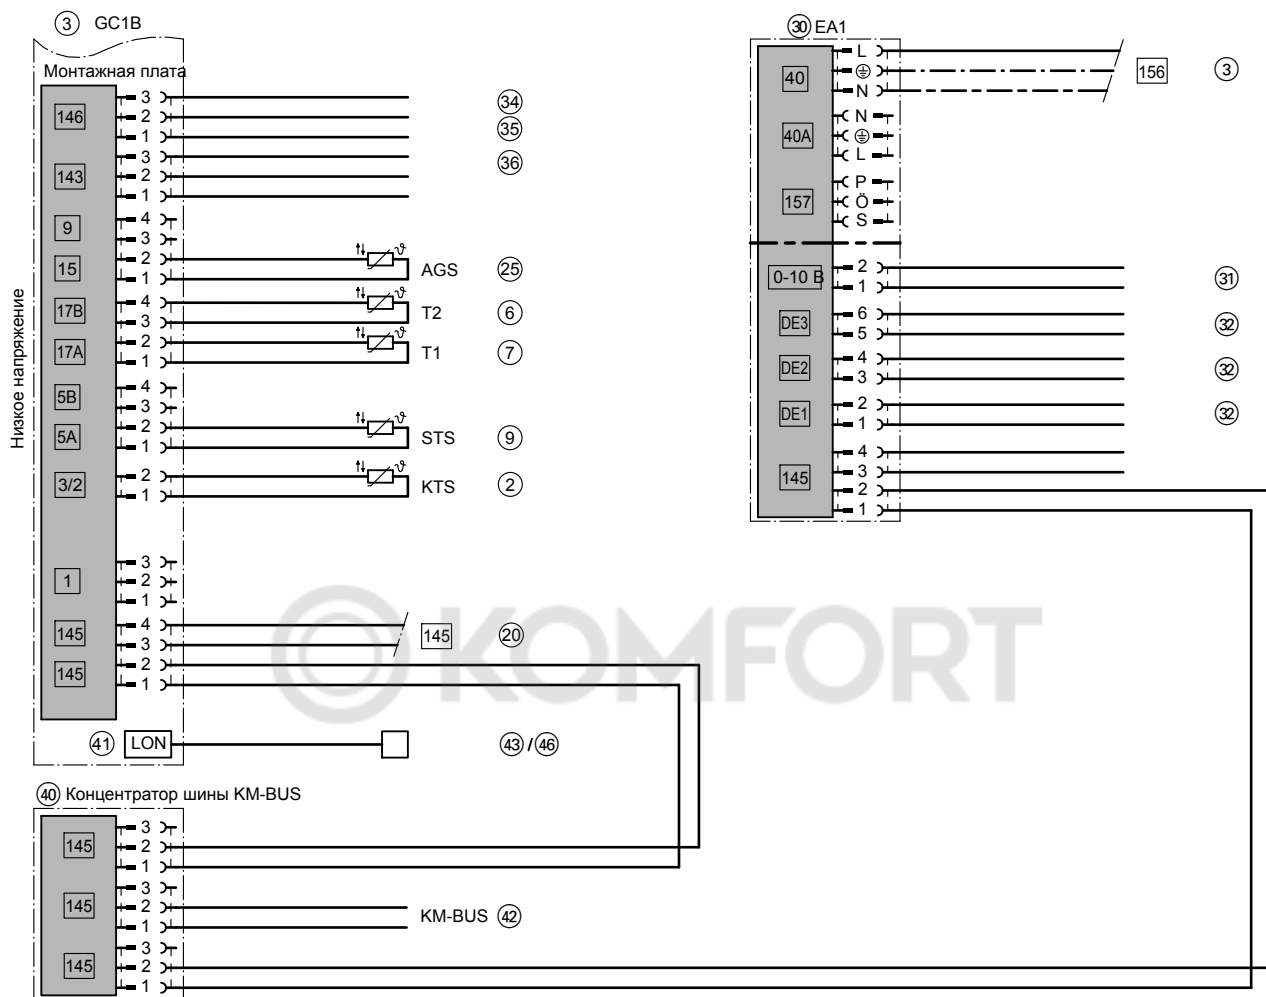 ③ GC1B
Монтажная плата
Низкое напряжение
146
3
2
1
34
35
143
3
2
1
36
9
4
3
15
2
1
AGS 25
17B
4
3
T2 6
17A
2
1
T1 7
5B
4
3
5A
2
1
STS 9
3/2
2
1
KTS 2
1
3
2
1
145
4
3
145 20
145
2
1
41 LON 43 / 46
40 Концентратор шины KM-BUS
145
3
2
1
145
3
2
1
KM-BUS 42
145
3
2
1
30 EA1
40
L
N
156 3
40A
N
L
157
P
Ö
S
0-10 В
2
1
31
DE3
6
5
32
DE2
4
3
32
DE1
2
1
32
145
4
3
2
1
KOMFORT